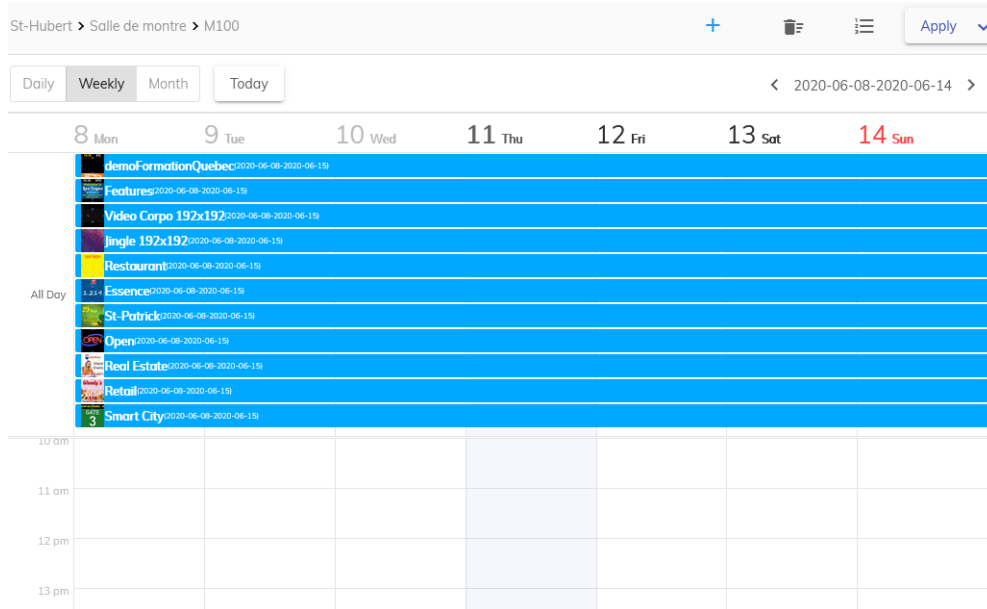 St-Hubert > Salle de montre > M100
Apply
Daily Weekly Month Today
2020-06-08-2020-06-14
8 Mon 9 Tue 10 Wed 11 Thu 12 Fri 13 Sat 14 Sun
demoFormationQuebec(2020-06-08-2020-06-15)
Features(2020-06-08-2020-06-15)
Video Corpo 192x192(2020-06-08-2020-06-15)
Jingle 192x192(2020-06-08-2020-06-15)
Restaurant(2020-06-08-2020-06-15)
All Day
Essence(2020-06-08-2020-06-15)
St-Patrick(2020-06-08-2020-06-15)
OPEN Open(2020-06-08-2020-06-15)
Real Estate(2020-06-08-2020-06-15)
Wendy's Retail(2020-06-08-2020-06-15)
GATE 3 Smart City(2020-06-08-2020-06-15)
10 am
11 am
12 pm
13 pm